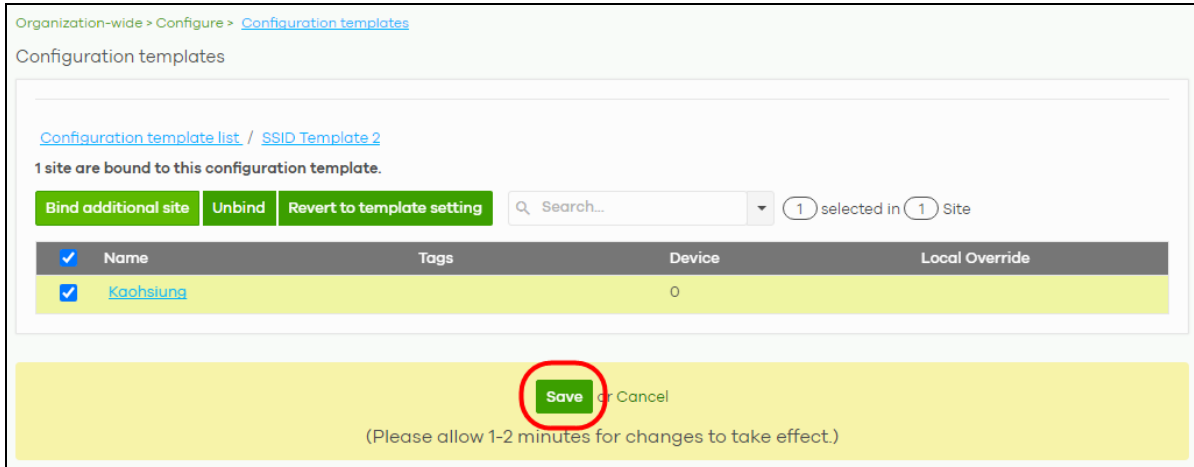 Organization-wide > Configure > Configuration templates
Configuration templates
Configuration template list / SSID Template 2
1 site are bound to this configuration template.
Bind additional site Unbind Revert to template setting Search... 1 selected in 1 Site
Name Tags Device Local Override
Kaohsiung 0
Save or Cancel
(Please allow 1-2 minutes for changes to take effect.)